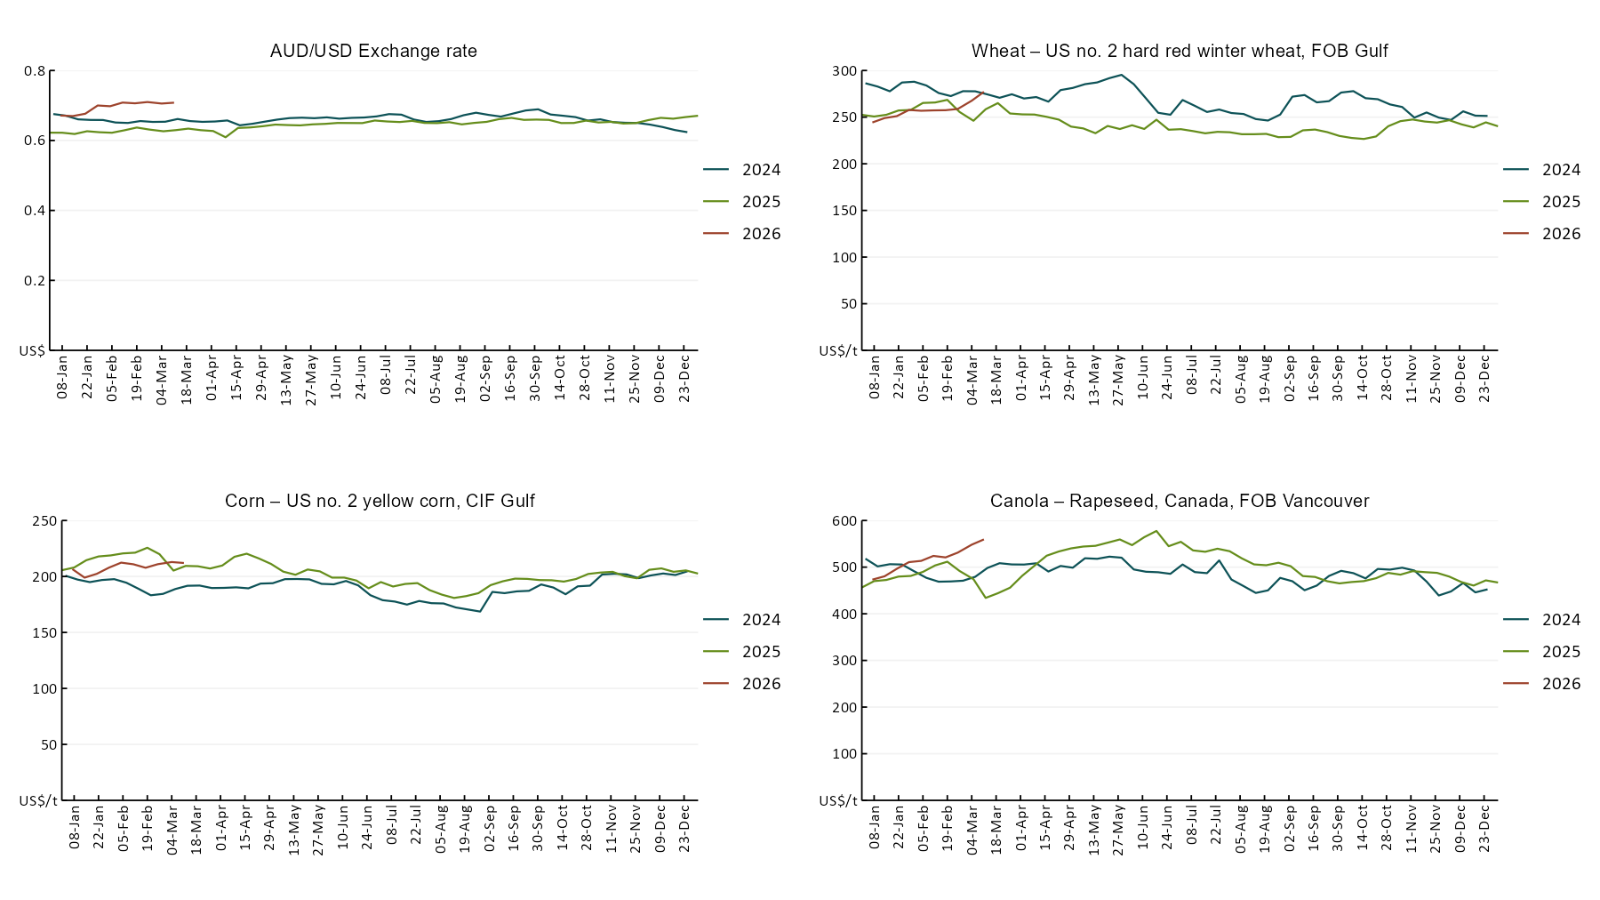 AUD/USD Exchange rate
0.8
0.6
0.4
0.2
US$
08-Jan
22-Jan
05-Feb
19-Feb
04-Mar
18-Mar
01-Apr
15-Apr
29-Apr
13-May
27-May
10-Jun
24-Jun
08-Jul
22-Jul
05-Aug
19-Aug
02-Sep
16-Sep
30-Sep
14-Oct
28-Oct
11-Nov
25-Nov
09-Dec
23-Dec
2024
2025
2026
Wheat – US no. 2 hard red winter wheat, FOB Gulf
300
250
200
150
100
50
US$/t
08-Jan
22-Jan
05-Feb
19-Feb
04-Mar
18-Mar
01-Apr
15-Apr
29-Apr
13-May
27-May
10-Jun
24-Jun
08-Jul
22-Jul
05-Aug
19-Aug
02-Sep
16-Sep
30-Sep
14-Oct
28-Oct
11-Nov
25-Nov
09-Dec
23-Dec
2024
2025
2026
Corn – US no. 2 yellow corn, CIF Gulf
250
200
150
100
50
US$/t
08-Jan
22-Jan
05-Feb
19-Feb
04-Mar
18-Mar
01-Apr
15-Apr
29-Apr
13-May
27-May
10-Jun
24-Jun
08-Jul
22-Jul
05-Aug
19-Aug
02-Sep
16-Sep
30-Sep
14-Oct
28-Oct
11-Nov
25-Nov
09-Dec
23-Dec
2024
2025
2026
Canola – Rapeseed, Canada, FOB Vancouver
600
500
400
300
200
100
US$/t
08-Jan
22-Jan
05-Feb
19-Feb
04-Mar
18-Mar
01-Apr
15-Apr
29-Apr
13-May
27-May
10-Jun
24-Jun
08-Jul
22-Jul
05-Aug
19-Aug
02-Sep
16-Sep
30-Sep
14-Oct
28-Oct
11-Nov
25-Nov
09-Dec
23-Dec
2024
2025
2026